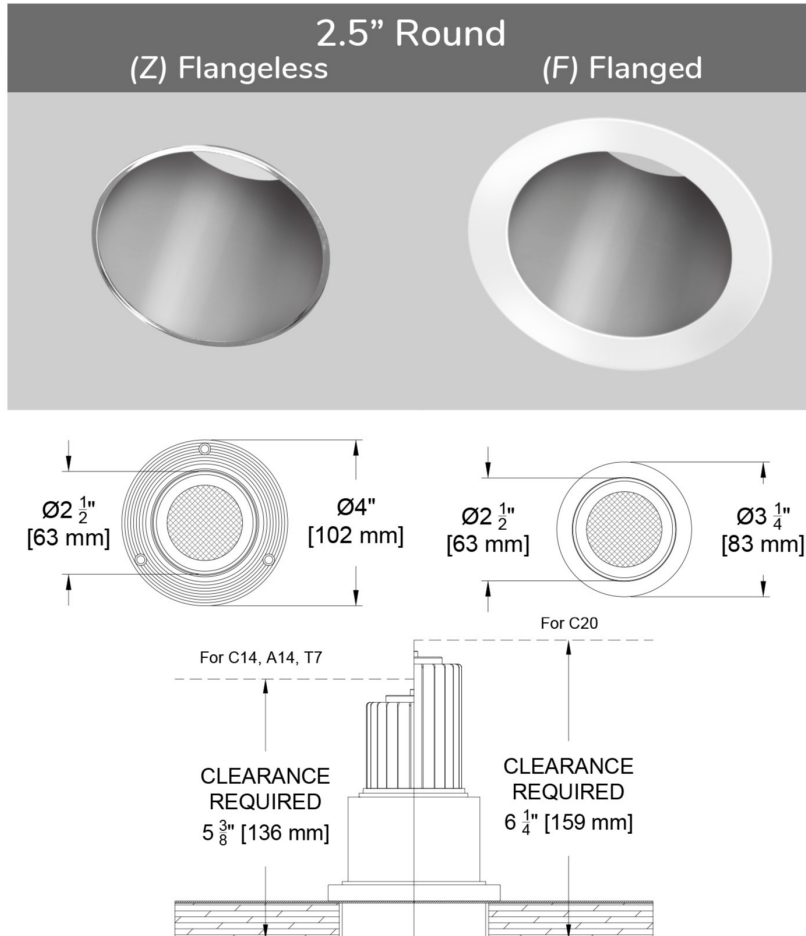 2.5” Round
(Z) Flangeless
(F) Flanged
Ø2 1/2"
[63 mm]
Ø4"
[102 mm]
Ø2 1/2"
[63 mm]
Ø3 1/4"
[83 mm]
For C14, A14, T7
For C20
CLEARANCE
REQUIRED
5 3/8" [136 mm]
CLEARANCE
REQUIRED
6 1/4" [159 mm]